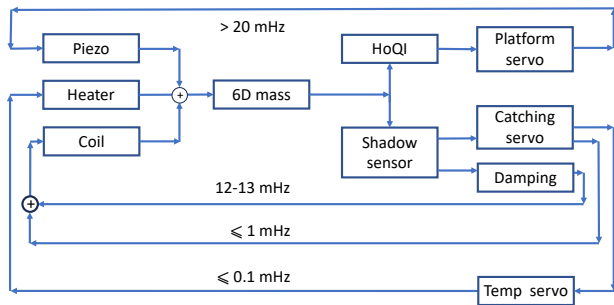 > 20 mHz
Piezo
HoQI
Platform
servo
Heater
+
6D mass
Coil
Shadow
sensor
Catching
servo
Damping
+
12-13 mHz
⩽ 1 mHz
⩽ 0.1 mHz
Temp servo